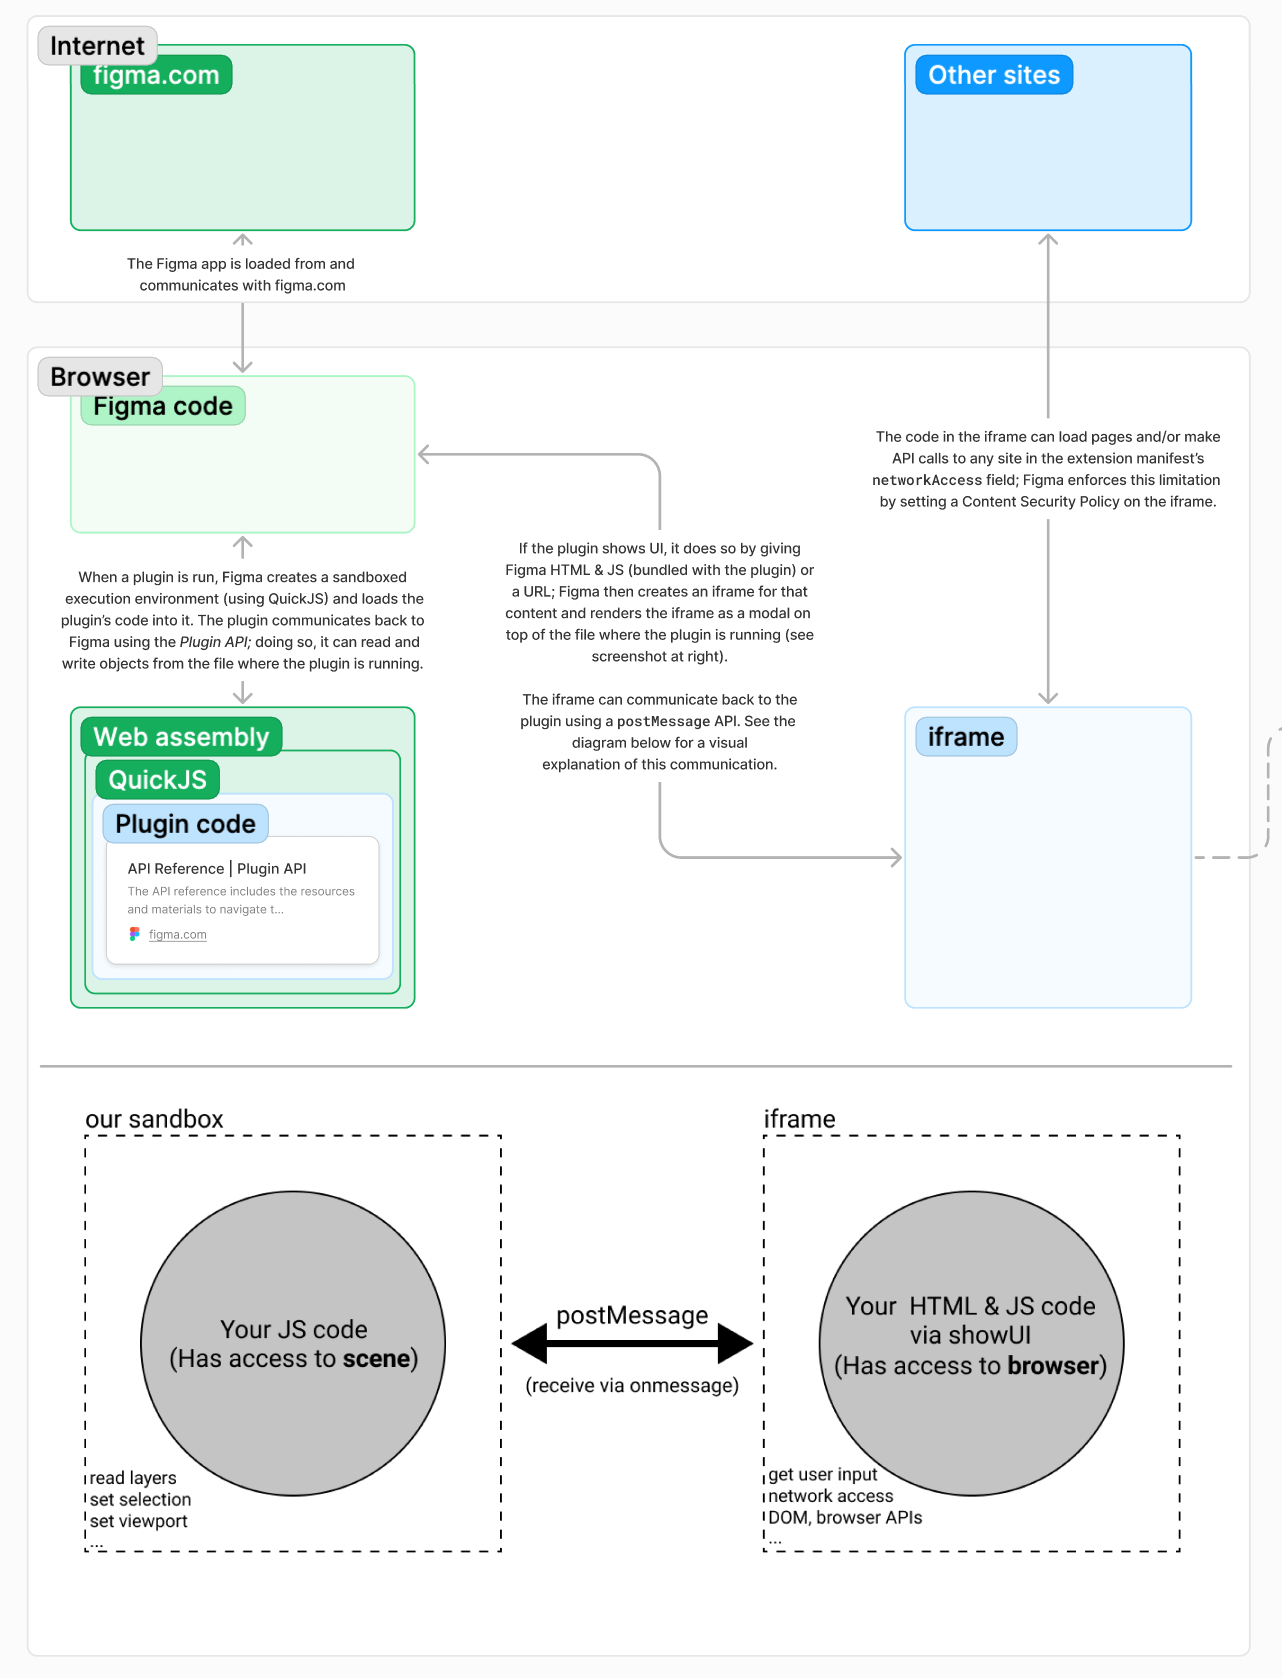 Internet
figma.com
Other sites
The Figma app is loaded from and
communicates with figma.com
Browser
Figma code
The code in the iframe can load pages and/or make
API calls to any site in the extension manifest’s
networkAccess field; Figma enforces this limitation
by setting a Content Security Policy on the iframe.
When a plugin is run, Figma creates a sandboxed
execution environment (using QuickJS) and loads the
plugin’s code into it. The plugin communicates back to
Figma using the Plugin API; doing so, it can read and
write objects from the file where the plugin is running.
If the plugin shows UI, it does so by giving
Figma HTML & JS (bundled with the plugin) or
a URL; Figma then creates an iframe for that
content and renders the iframe as a modal on
top of the file where the plugin is running (see
screenshot at right).
The iframe can communicate back to the
plugin using a postMessage API. See the
diagram below for a visual
explanation of this communication.
Web assembly
QuickJS
Plugin code
API Reference | Plugin API
The API reference includes the resources
and materials to navigate t...
figma.com
iframe
our sandbox
Your JS code
(Has access to scene)
read layers
set selection
set viewport
...
postMessage
(receive via onmessage)
iframe
Your HTML & JS code
via showUI
(Has access to browser)
get user input
network access
DOM, browser APIs
...